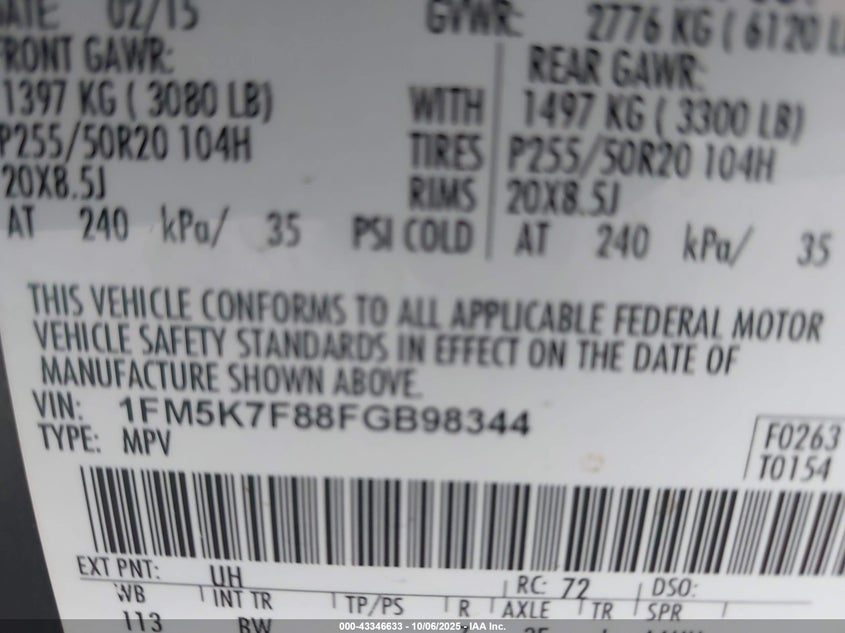 DATE 02/15 GVWR: 2776 KG ( 6120 L
FRONT GAWR: REAR GAWR:
1397 KG ( 3080 LB) WITH 1497 KG ( 3300 LB)
P255/50R20 104H TIRES P255/50R20 104H
20X8.5J RIMS 20X8.5J
AT 240 kPa/ 35 PSI COLD AT 240 kPa/ 35
THIS VEHICLE CONFORMS TO ALL APPLICABLE FEDERAL MOTOR
VEHICLE SAFETY STANDARDS IN EFFECT ON THE DATE OF
MANUFACTURE SHOWN ABOVE.
VIN: 1FM5K7F88FGB98344
TYPE: MPV
F0263
T0154
EXT PNT: UH RC: 72 DSO:
WB INT TR TP/PS R AXLE TR SPR
113 BW
000-43346633 - 10/06/2025 - IAA Inc.